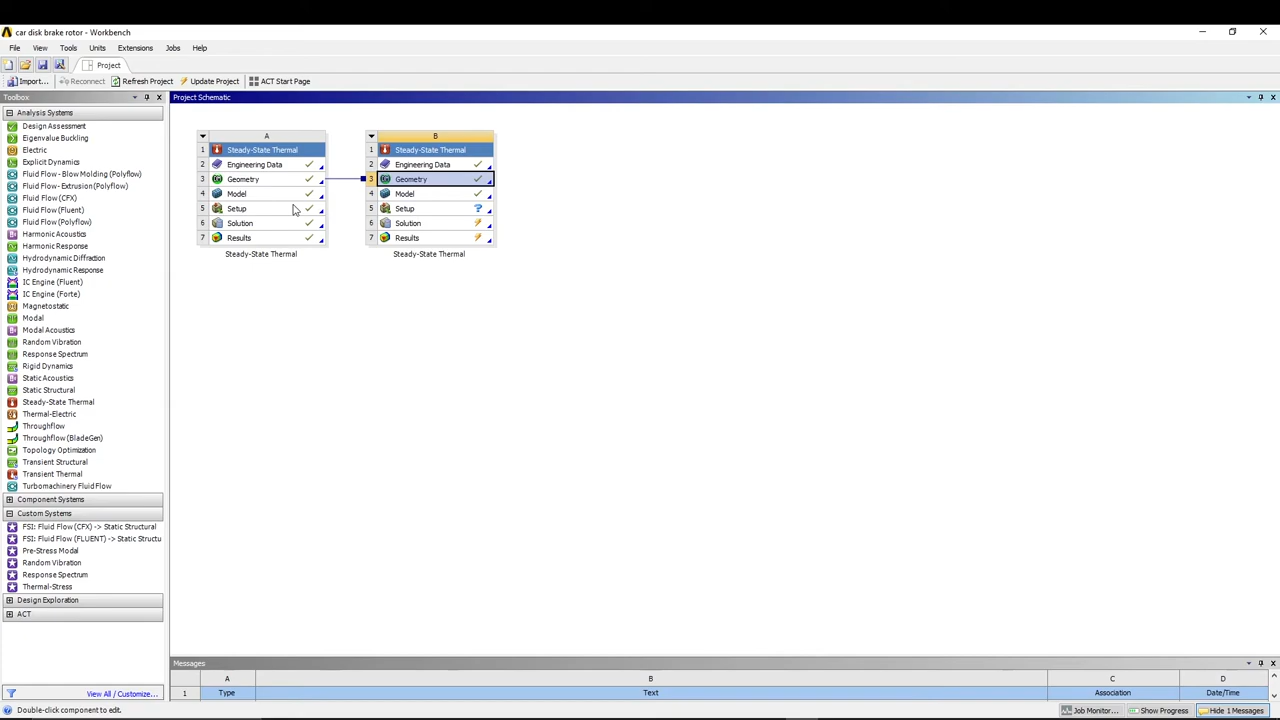 car disk brake rotor - Workbench
File View Tools Units Extensions Jobs Help
Project
Import... Reconnect Refresh Project Update Project ACT Start Page
Toolbox
Analysis Systems
Design Assessment
Eigenvalue Buckling
Electric
Explicit Dynamics
Fluid Flow - Blow Molding (Polyflow)
Fluid Flow - Extrusion (Polyflow)
Fluid Flow (CFX)
Fluid Flow (Fluent)
Fluid Flow (Polyflow)
Harmonic Acoustics
Harmonic Response
Hydrodynamic Diffraction
Hydrodynamic Response
IC Engine (Fluent)
IC Engine (Forte)
Magnetostatic
Modal
Modal Acoustics
Random Vibration
Response Spectrum
Rigid Dynamics
Static Acoustics
Static Structural
Steady-State Thermal
Thermal-Electric
Throughflow
Throughflow (BladeGen)
Topology Optimization
Transient Structural
Transient Thermal
Turbomachinery Fluid Flow
Component Systems
Custom Systems
FSI: Fluid Flow (CFX) -> Static Structural
FSI: Fluid Flow (FLUENT) -> Static Structu
Pre-Stress Modal
Random Vibration
Response Spectrum
Thermal-Stress
Design Exploration
ACT
View All / Customize...
Project Schematic
A
1 Steady-State Thermal
2 Engineering Data
3 Geometry
4 Model
5 Setup
6 Solution
7 Results
Steady-State Thermal
B
1 Steady-State Thermal
2 Engineering Data
3 Geometry
4 Model
5 Setup ?
6 Solution
7 Results
Steady-State Thermal
Messages
A B C D
1 Type Text Association Date/Time
Double-click component to edit.
Job Monitor... Show Progress Hide 1 Messages